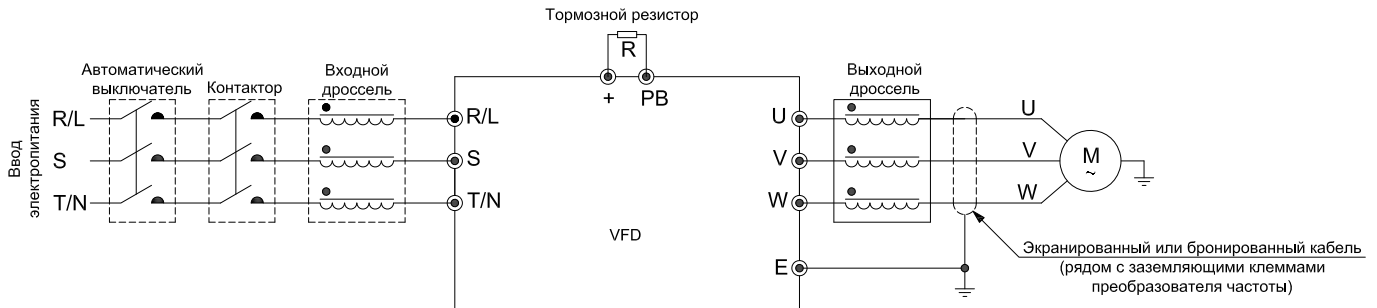 Тормозной резистор
R
+
PB
Автоматический
выключатель
Контактор
Входной
дроссель
Выходной
дроссель
Ввод
электропитания
R/L
S
T/N
R/L
S
T/N
VFD
U
V
W
E
U
V
W
M
~
Экранированный или бронированный кабель
(рядом с заземляющими клеммами
преобразователя частоты)